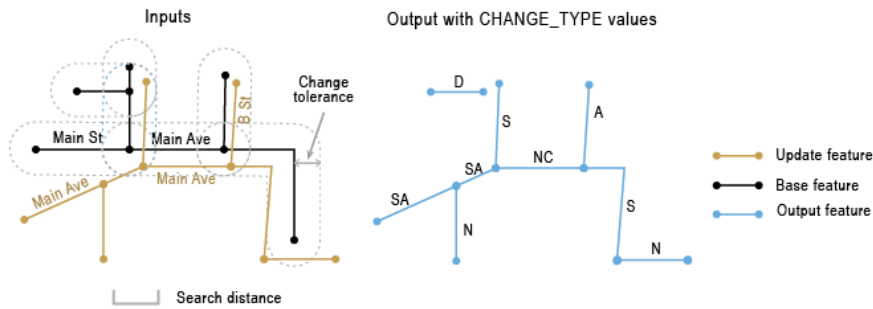 Inputs
Output with CHANGE_TYPE values
Change
tolerance
Main St
Main Ave
B St
Main Ave
Main Ave
D
S
A
SA
NC
SA
N
S
N
Update feature
Base feature
Output feature
Search distance